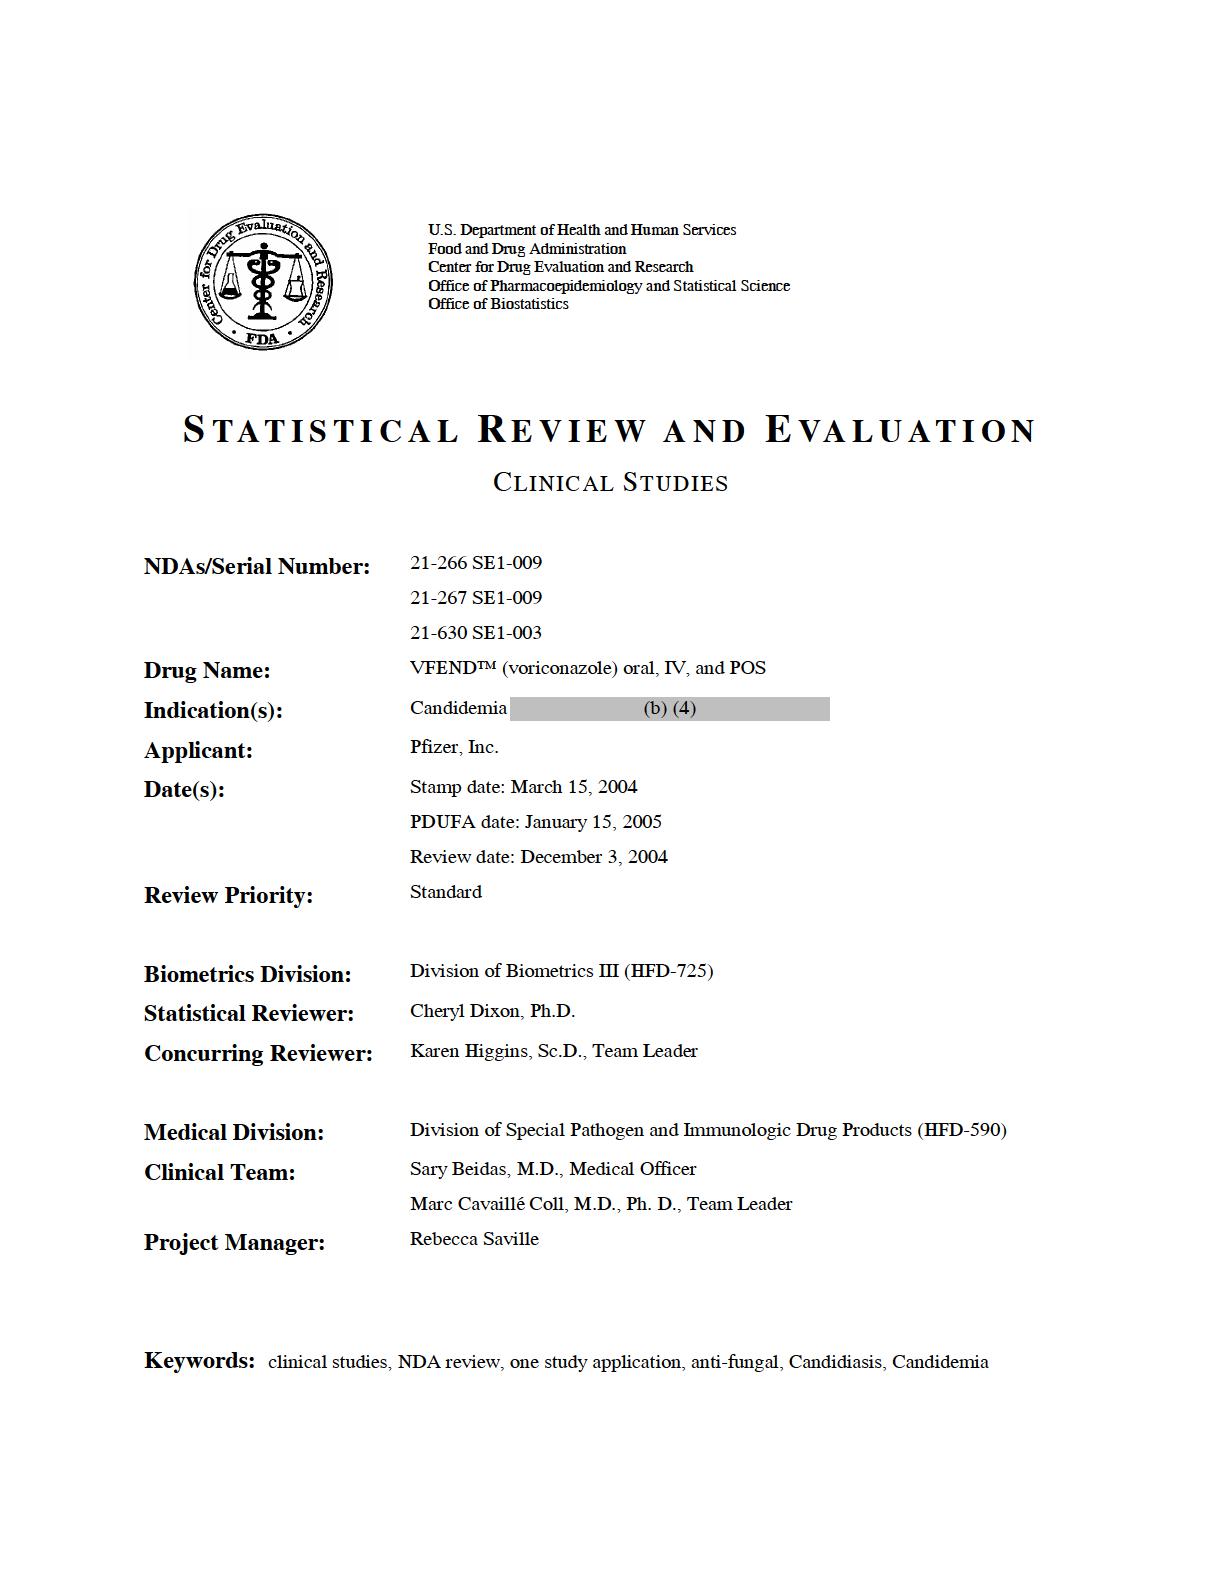 Center for Drug Evaluation and Research
• FDA •
U.S. Department of Health and Human Services
Food and Drug Administration
Center for Drug Evaluation and Research
Office of Pharmacoepidemiology and Statistical Science
Office of Biostatistics
STATISTICAL REVIEW AND EVALUATION
CLINICAL STUDIES
NDAs/Serial Number: 21-266 SE1-009
21-267 SE1-009
21-630 SE1-003
Drug Name: VFEND™ (voriconazole) oral, IV, and POS
Indication(s): Candidemia (b) (4)
Applicant: Pfizer, Inc.
Date(s): Stamp date: March 15, 2004
PDUFA date: January 15, 2005
Review date: December 3, 2004
Review Priority: Standard
Biometrics Division: Division of Biometrics III (HFD-725)
Statistical Reviewer: Cheryl Dixon, Ph.D.
Concurring Reviewer: Karen Higgins, Sc.D., Team Leader
Medical Division: Division of Special Pathogen and Immunologic Drug Products (HFD-590)
Clinical Team: Sary Beidas, M.D., Medical Officer
Marc Cavaillé Coll, M.D., Ph. D., Team Leader
Project Manager: Rebecca Saville
Keywords: clinical studies, NDA review, one study application, anti-fungal, Candidiasis, Candidemia